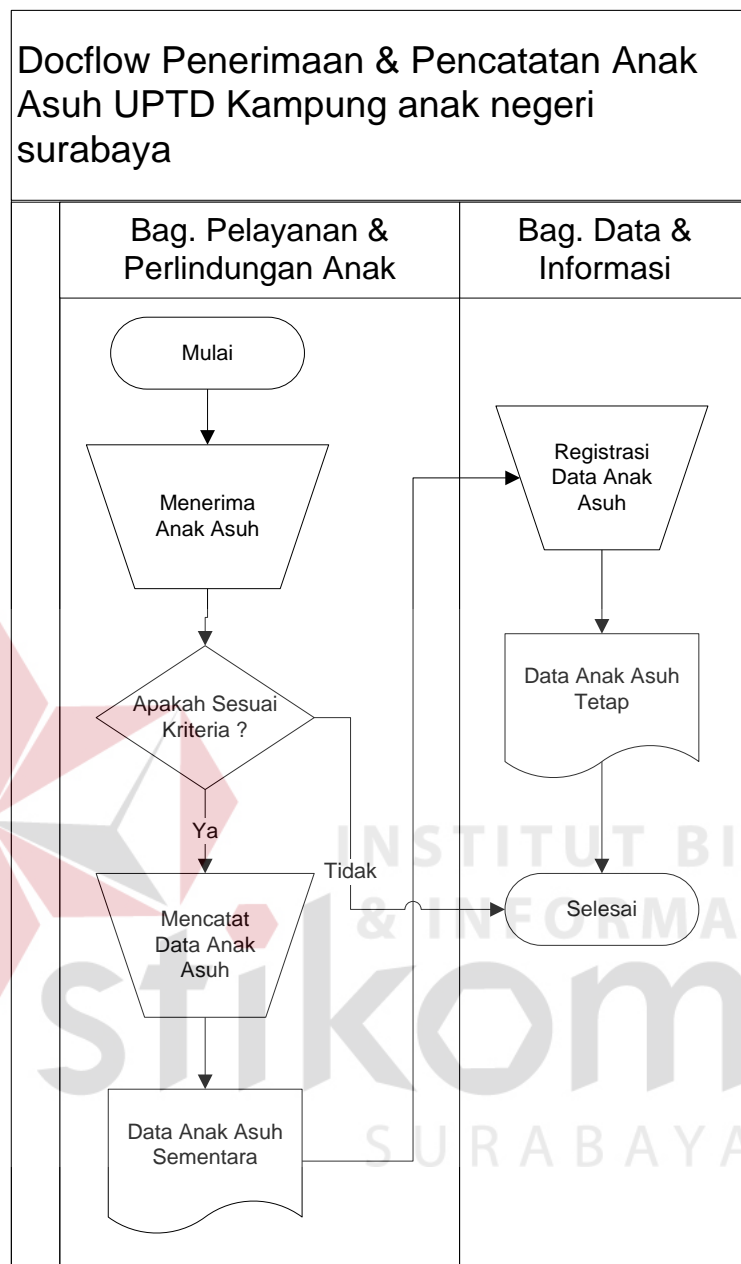 Docflow Penerimaan & Pencatatan Anak
Asuh UPTD Kampung anak negeri
surabaya
Bag. Pelayanan &
Perlindungan Anak
Bag. Data &
Informasi
Mulai
Menerima
Anak Asuh
Registrasi
Data Anak
Asuh
Apakah Sesuai
Kriteria ?
Data Anak Asuh
Tetap
Ya
Tidak
Mencatat
Data Anak
Asuh
Selesai
Data Anak Asuh
Sementara
INSTITUT BI
& INFORMA
stikom
SURABAYA